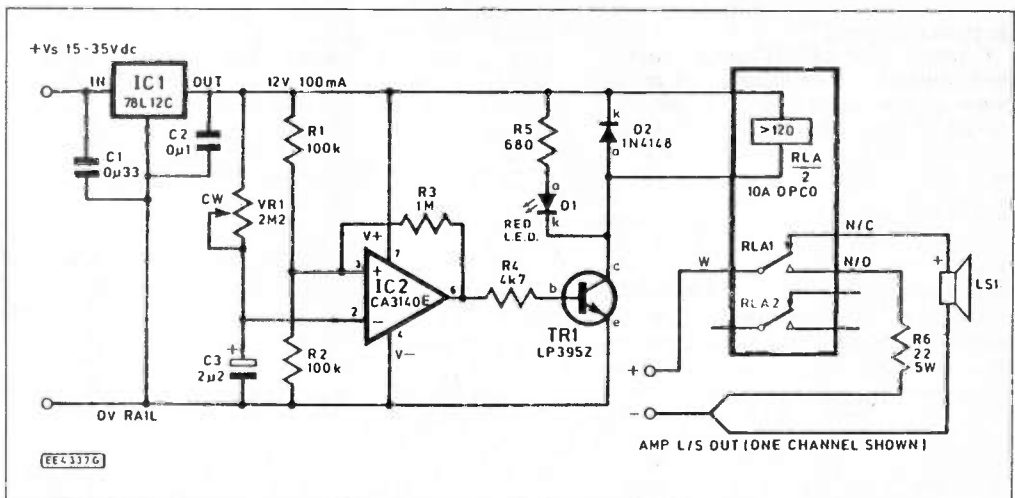 +Vs 15-35Vdc
IN
IC1
78L12C
OUT
12V 100mA
C1
0µ33
C2
0µ1
CW
VR1
2M2
R1
100k
R3
1M
V+
7
3
+
IC2
CA3140E
6
2
-
4
V-
R4
4k7
C3
2µ2
+
R2
100k
0V RAIL
R5
680
a
D1
k
RED
L.E.D.
k
D2
1N4148
a
c
b
e
TR1
LP395Z
>120
RLA
2
10A DPCO
N/C
RLA1
W
N/O
RLA2
+
LS1
R6
22
5W
+
-
AMP L/S OUT (ONE CHANNEL SHOWN)
EE4337G